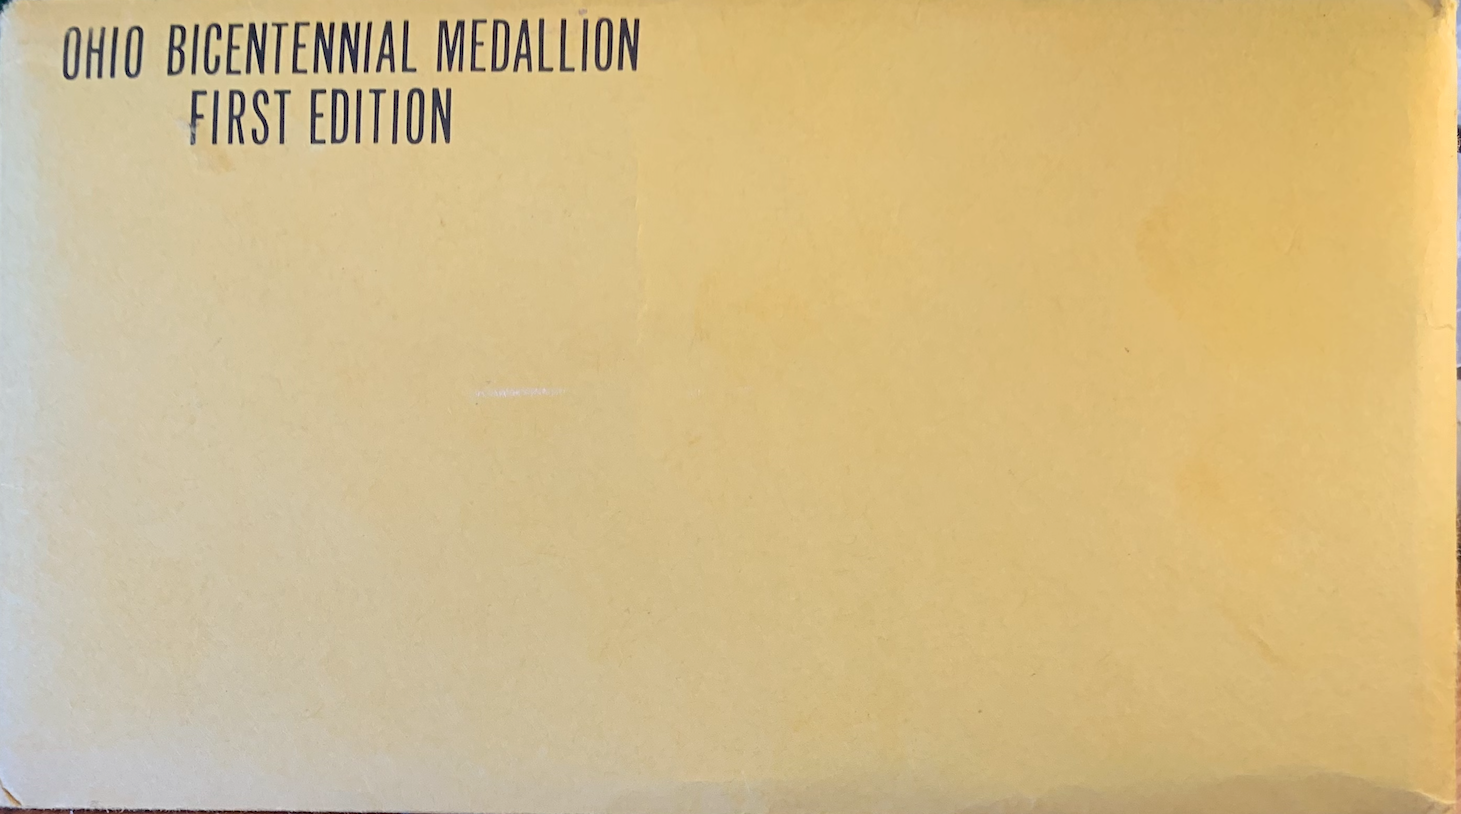 OHIO BICENTENNIAL MEDALLION
FIRST EDITION